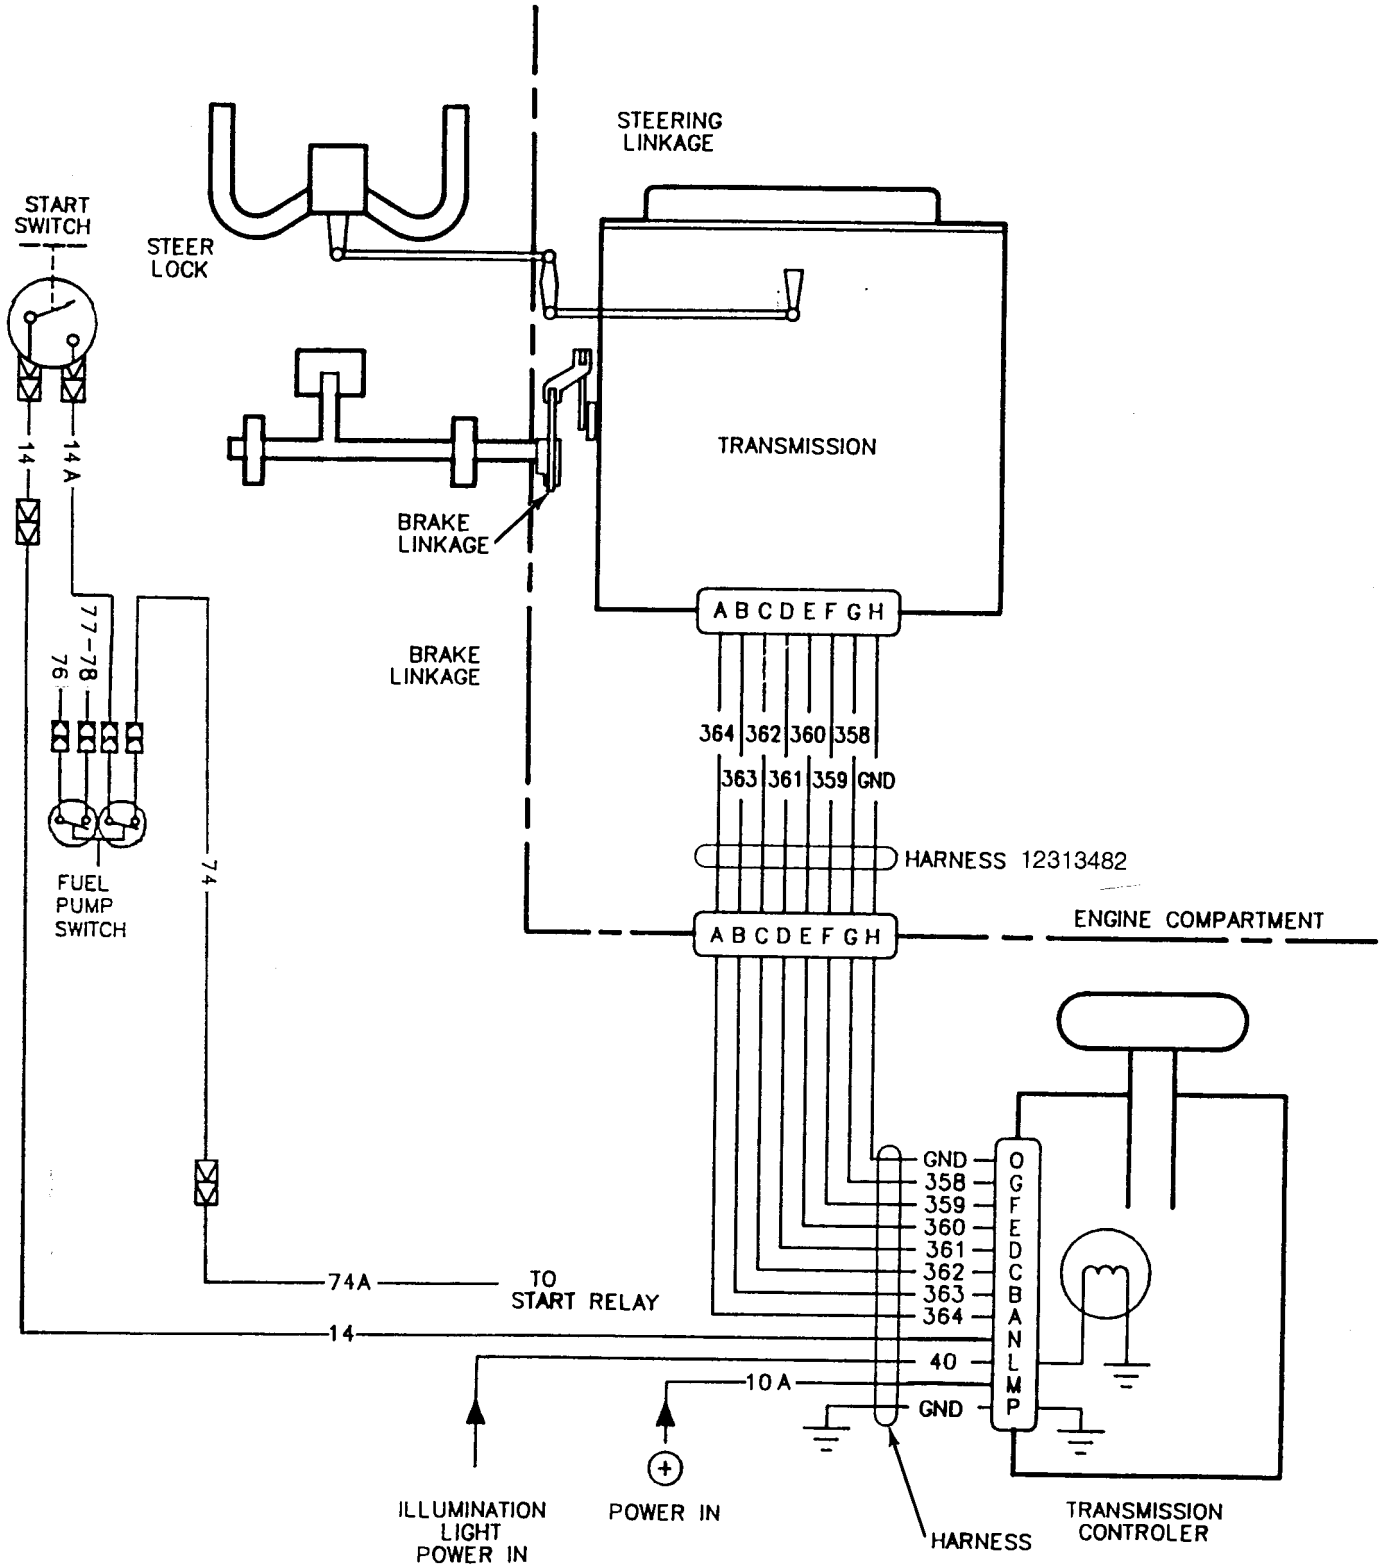 STEERING
LINKAGE
START
SWITCH
STEER
LOCK
TRANSMISSION
14
14A
BRAKE
LINKAGE
A B C D E F G H
77-78
76
BRAKE
LINKAGE
364 362 360 358
363 361 359 GND
HARNESS 12313482
74
FUEL
PUMP
SWITCH
ENGINE COMPARTMENT
A B C D E F G H
GND O
358 G
359 F
360 E
361 D
362 C
363 B
364 A
74A
TO
START RELAY
14 N
40 L
10A M
GND P
ILLUMINATION
LIGHT
POWER IN
POWER IN
HARNESS
TRANSMISSION
CONTROLER